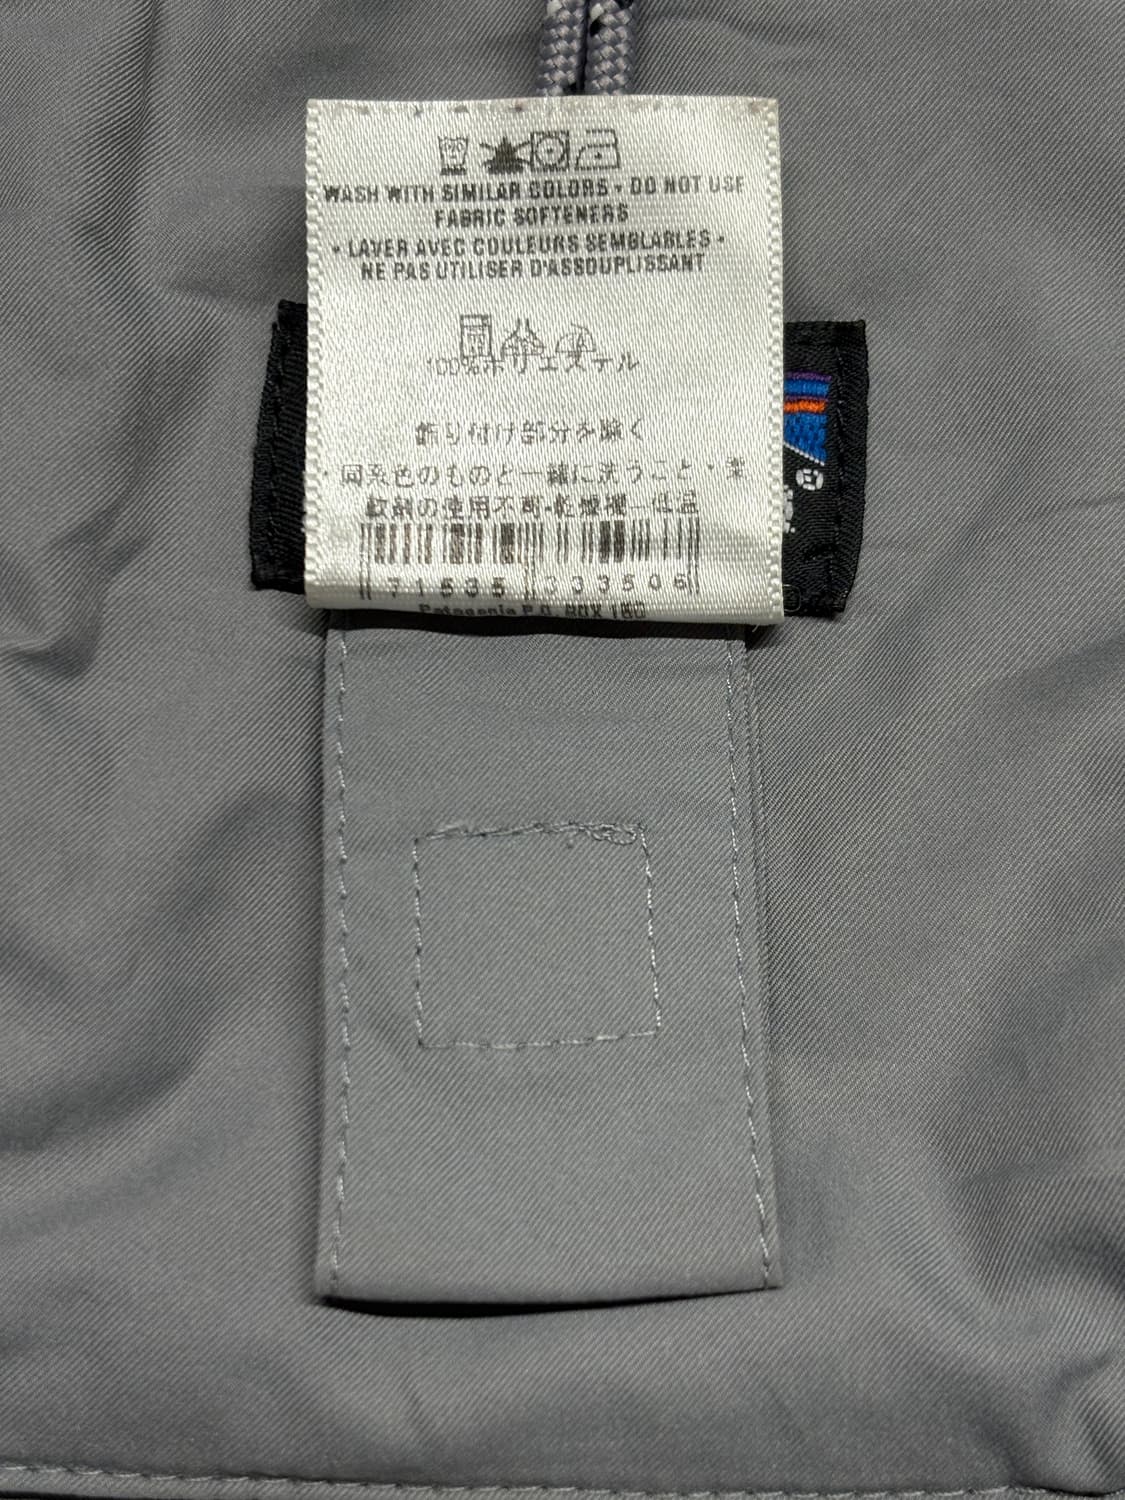 WASH WITH SIMILAR COLORS • DO NOT USE
FABRIC SOFTENERS
• LAVER AVEC COULEURS SEMBLABLES •
NE PAS UTILISER D'ASSOUPLISSANT
100%ポリエステル
飾り付け部分を除く
・同系色のものと一緒に洗うこと・柔
軟剤の使用不可・乾燥機－低温
71535 333506
Patagonia P.O. BOX 150